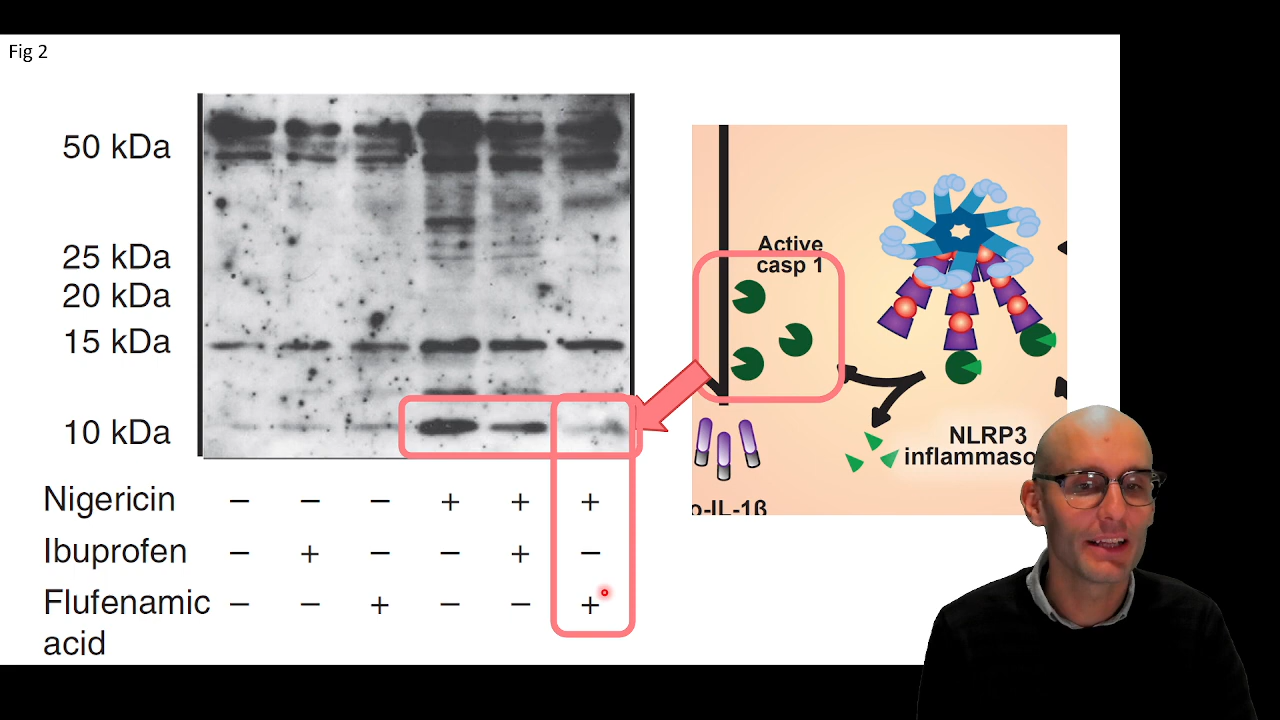 Fig 2
50 kDa
25 kDa
20 kDa
15 kDa
10 kDa
Nigericin − − − + + +
Ibuprofen − + − − + −
Flufenamic − − + − − +
acid
Active
casp 1
NLRP3
inflammaso
o-IL-1β